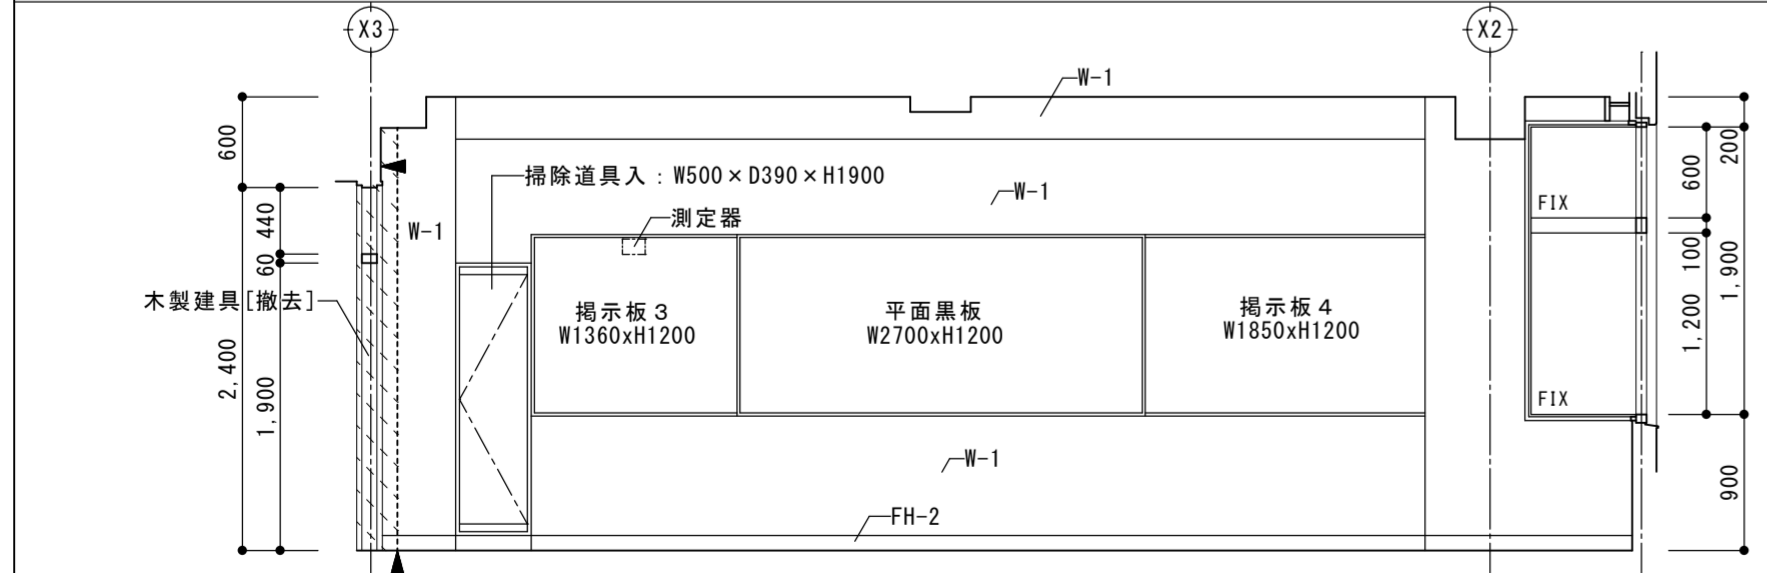 X3
X2
W-1
600
200
掃除道具入：W500×D390×H1900
600
W-1
FIX
440
測定器
W-1
60
100
1,900
木製建具[撤去]
掲示板３
W1360xH1200
平面黒板
W2700xH1200
掲示板４
W1850xH1200
1,200
2,400
1,900
FIX
W-1
900
FH-2